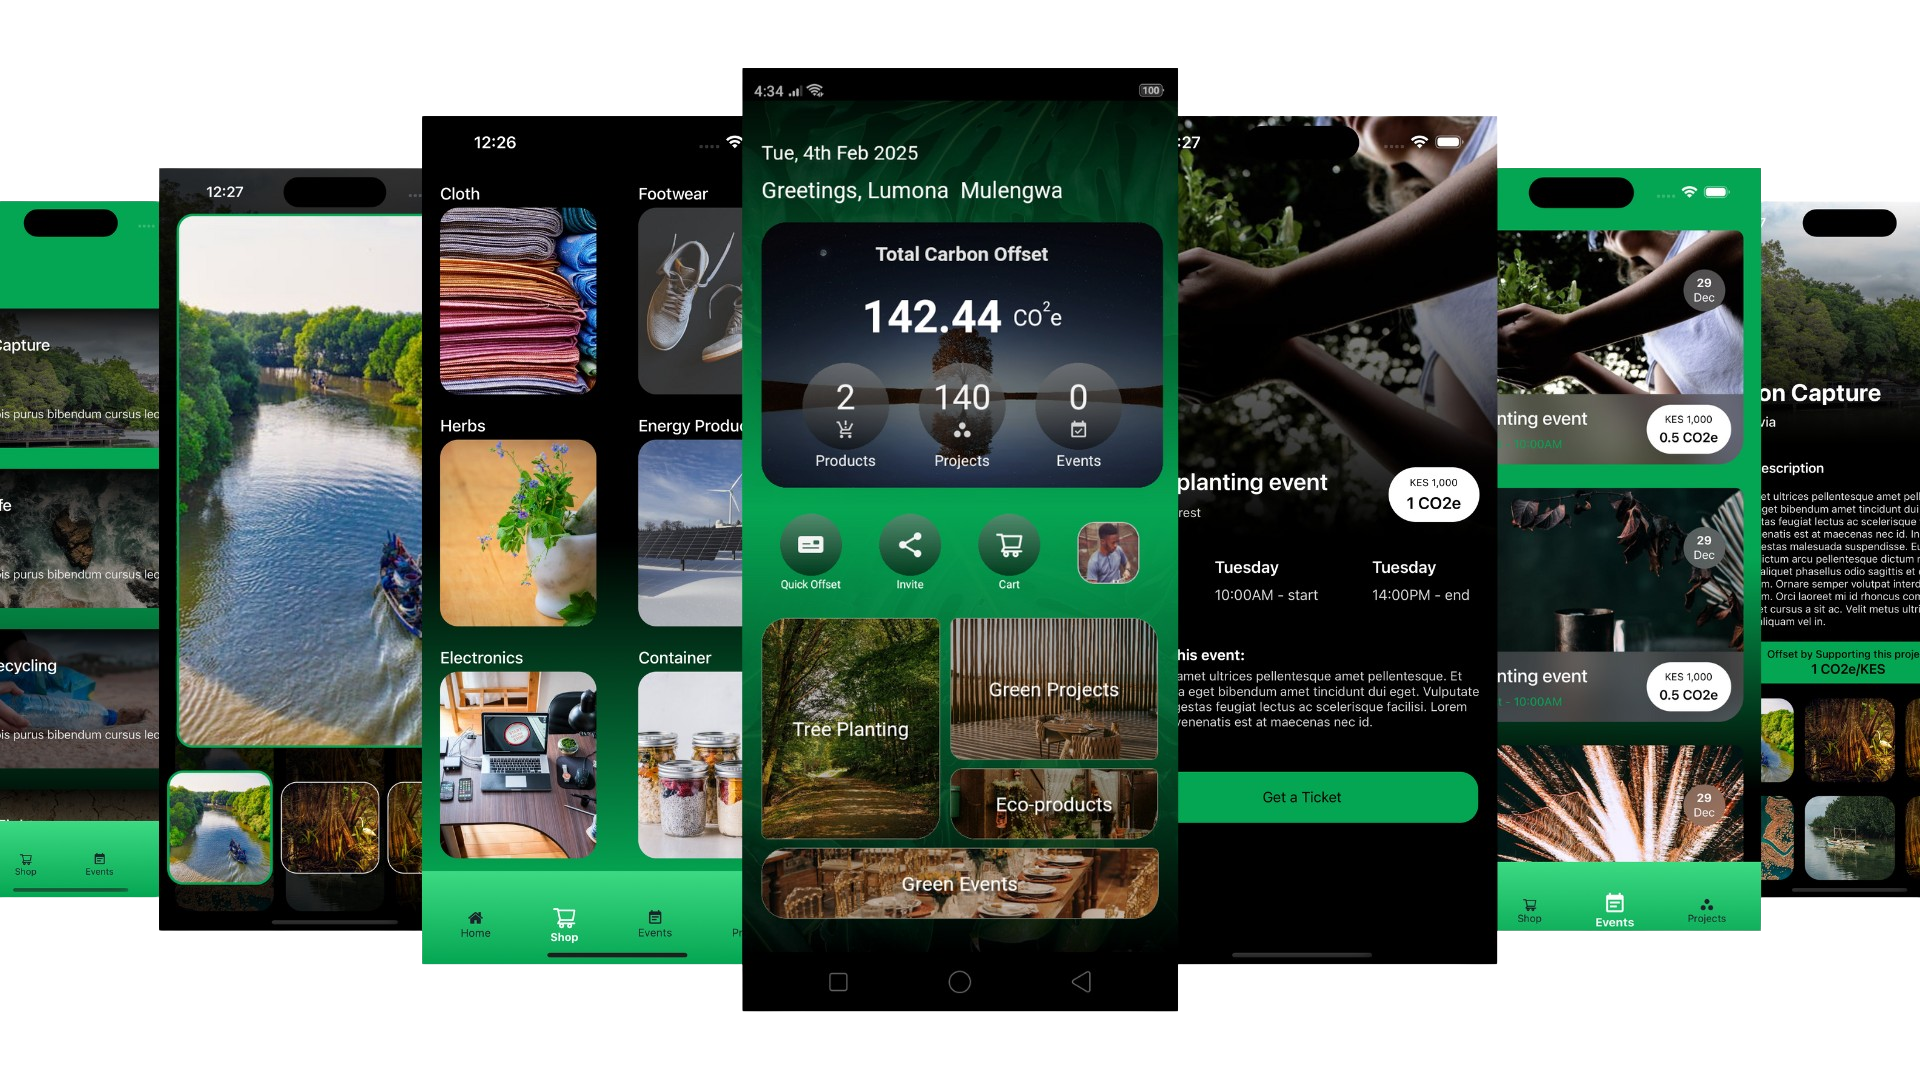 Capture
is purus bibendum cursus lec
fe
is purus bibendum cursus lec
ecycling
is purus bibendum cursus lec
Shop
Events
12:27
12:26
Cloth
Footwear
Herbs
Energy Produc
Electronics
Container
Home
Shop
Events
Pr
4:34
100
Tue, 4th Feb 2025
Greetings, Lumona Mulengwa
Total Carbon Offset
142.44 CO²e
2
140
0
Products
Projects
Events
Quick Offset
Invite
Cart
Tree Planting
Green Projects
Eco-products
Green Events
:27
planting event
rest
KES 1,000
1 CO2e
Tuesday
Tuesday
10:00AM - start
14:00PM - end
his event:
amet ultrices pellentesque amet pellentesque. Et
a eget bibendum amet tincidunt dui eget. Vulputate
gestas feugiat lectus ac scelerisque facilisi. Lorem
venenatis est at maecenas nec id.
Get a Ticket
29
Dec
nting event
KES 1,000
0.5 CO2e
- 10:00AM
29
Dec
nting event
KES 1,000
0.5 CO2e
t - 10:00AM
29
Dec
Shop
Events
Projects
7
on Capture
via
escription
et ultrices pellentesque amet pell
get bibendum amet tincidunt dui
tas feugiat lectus ac scelerisque
enatis est at maecenas nec id. In
estas malesuada suspendisse. Eu
ictum arcu pellentesque dictum r
aliquet phasellus odio sagittis et
m. Ornare semper volutpat interd
m. Orci laoreet mi id rhoncus com
et cursus a sit ac. Velit metus ultri
liquam vel in.
Offset by Supporting this proje
1 CO2e/KES